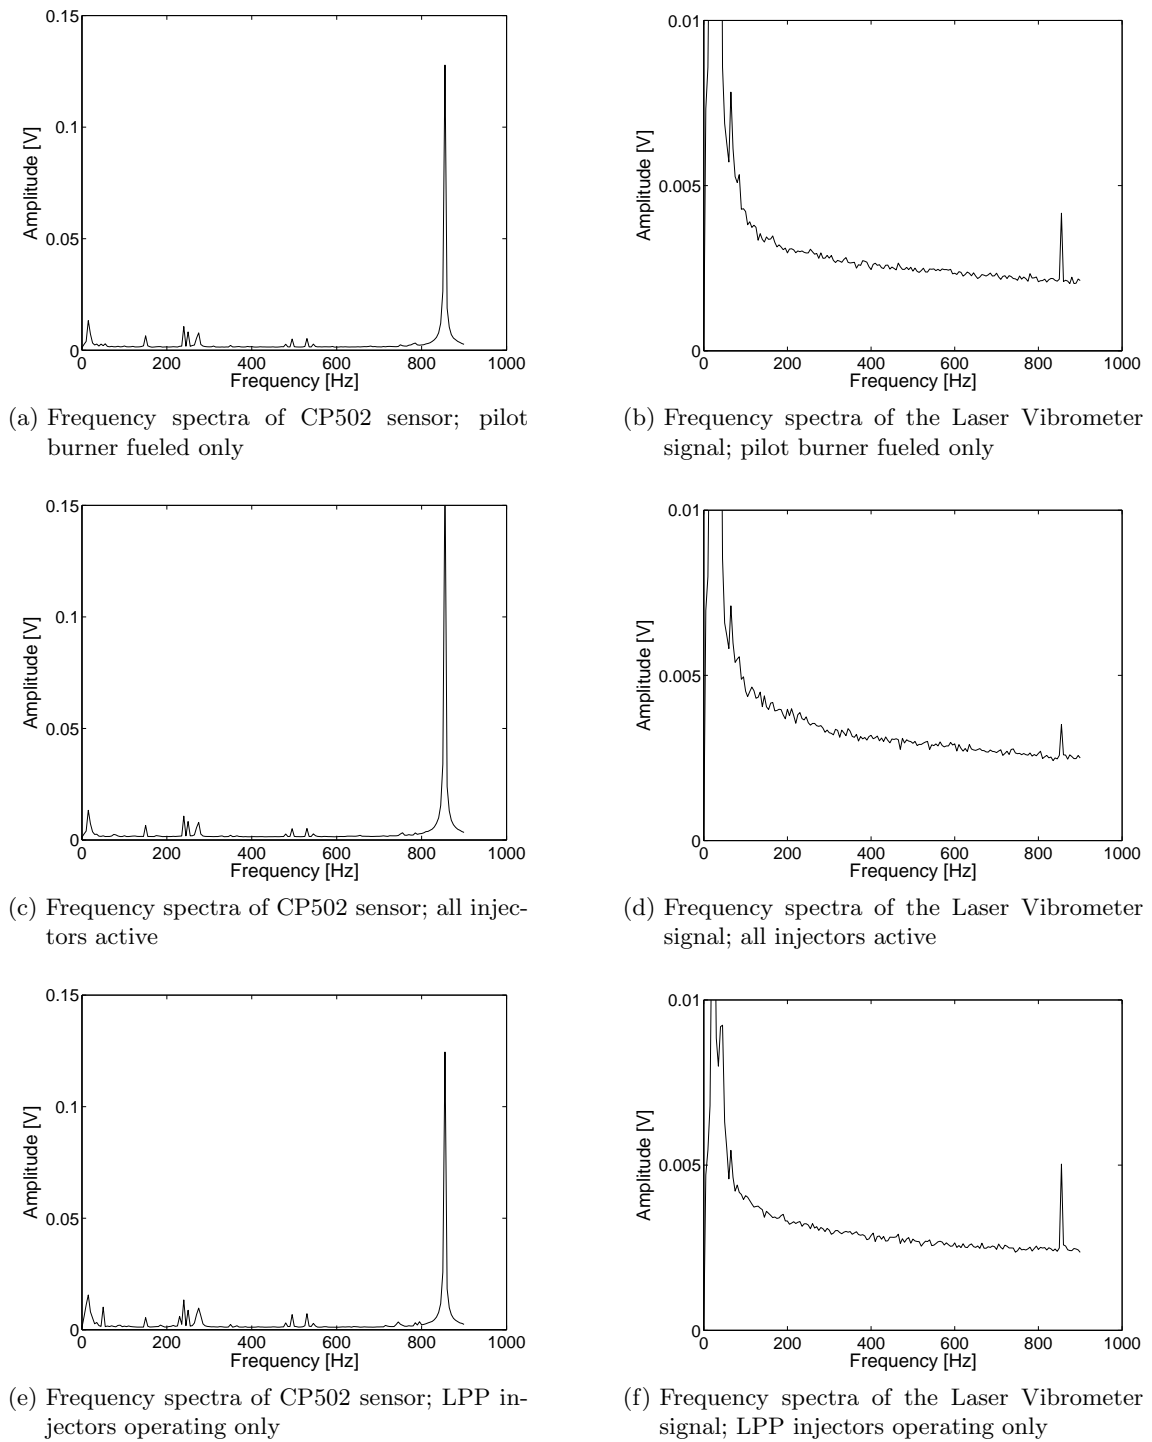 0.15
0.1
0.05
0
Amplitude [V]
0 200 400 600 800 1000
Frequency [Hz]
(a) Frequency spectra of CP502 sensor; pilot
burner fueled only
0.01
0.005
0
Amplitude [V]
0 200 400 600 800 1000
Frequency [Hz]
(b) Frequency spectra of the Laser Vibrometer
signal; pilot burner fueled only
0.15
0.1
0.05
0
Amplitude [V]
0 200 400 600 800 1000
Frequency [Hz]
(c) Frequency spectra of CP502 sensor; all injec-
tors active
0.01
0.005
0
Amplitude [V]
0 200 400 600 800 1000
Frequency [Hz]
(d) Frequency spectra of the Laser Vibrometer
signal; all injectors active
0.15
0.1
0.05
0
Amplitude [V]
0 200 400 600 800 1000
Frequency [Hz]
(e) Frequency spectra of CP502 sensor; LPP in-
jectors operating only
0.01
0.005
0
Amplitude [V]
0 200 400 600 800 1000
Frequency [Hz]
(f) Frequency spectra of the Laser Vibrometer
signal; LPP injectors operating only